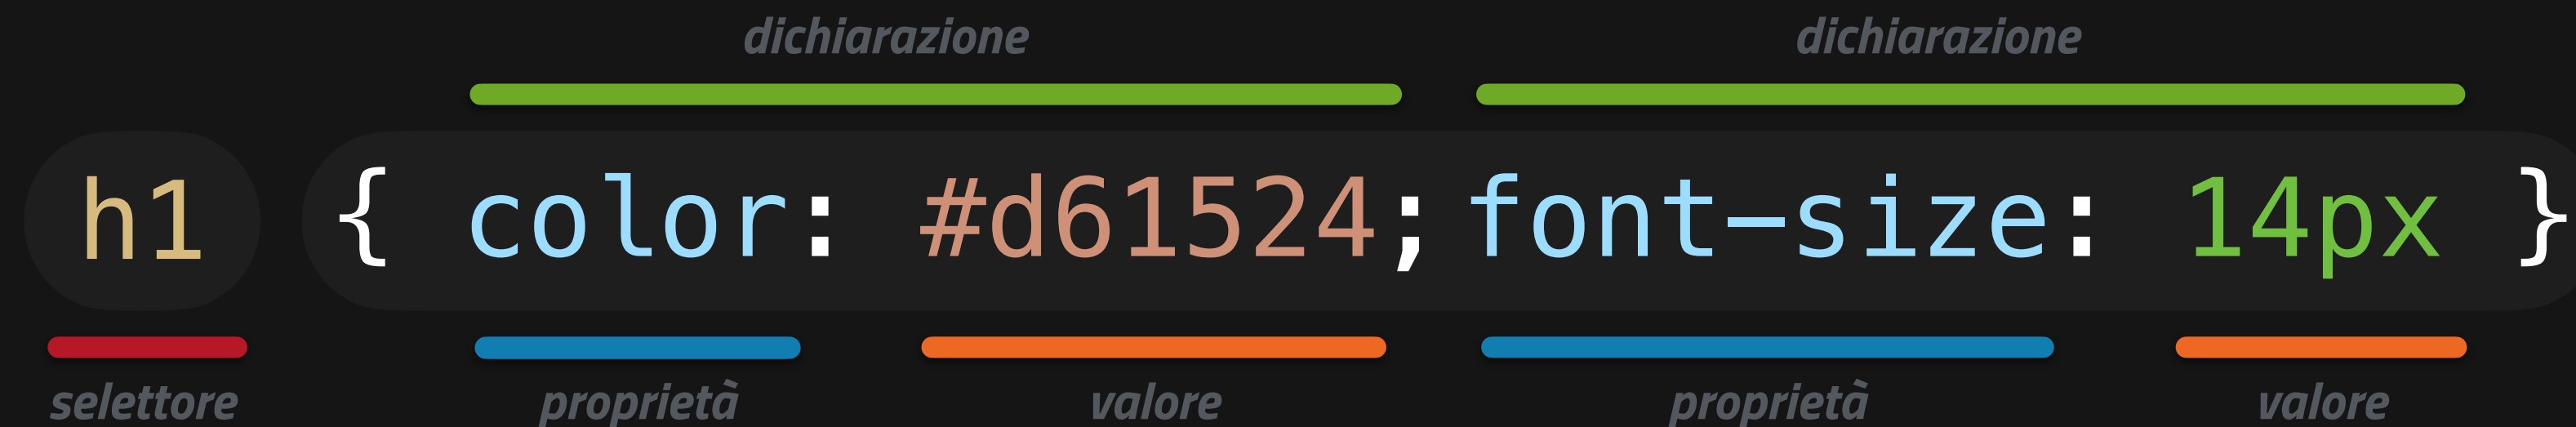 dichiarazione dichiarazione
h1 { color: #d61524; font-size: 14px }
selettore proprietà valore proprietà valore